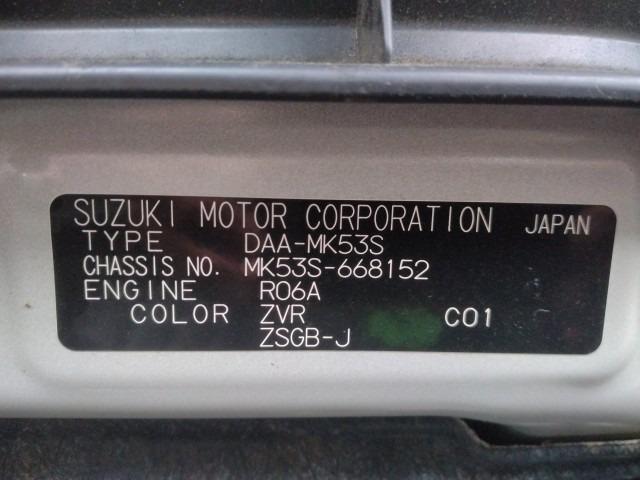 SUZUKI MOTOR CORPORATION JAPAN
TYPE DAA-MK53S
CHASSIS NO. MK53S-668152
ENGINE R06A
COLOR ZVR C01
ZSGB-J